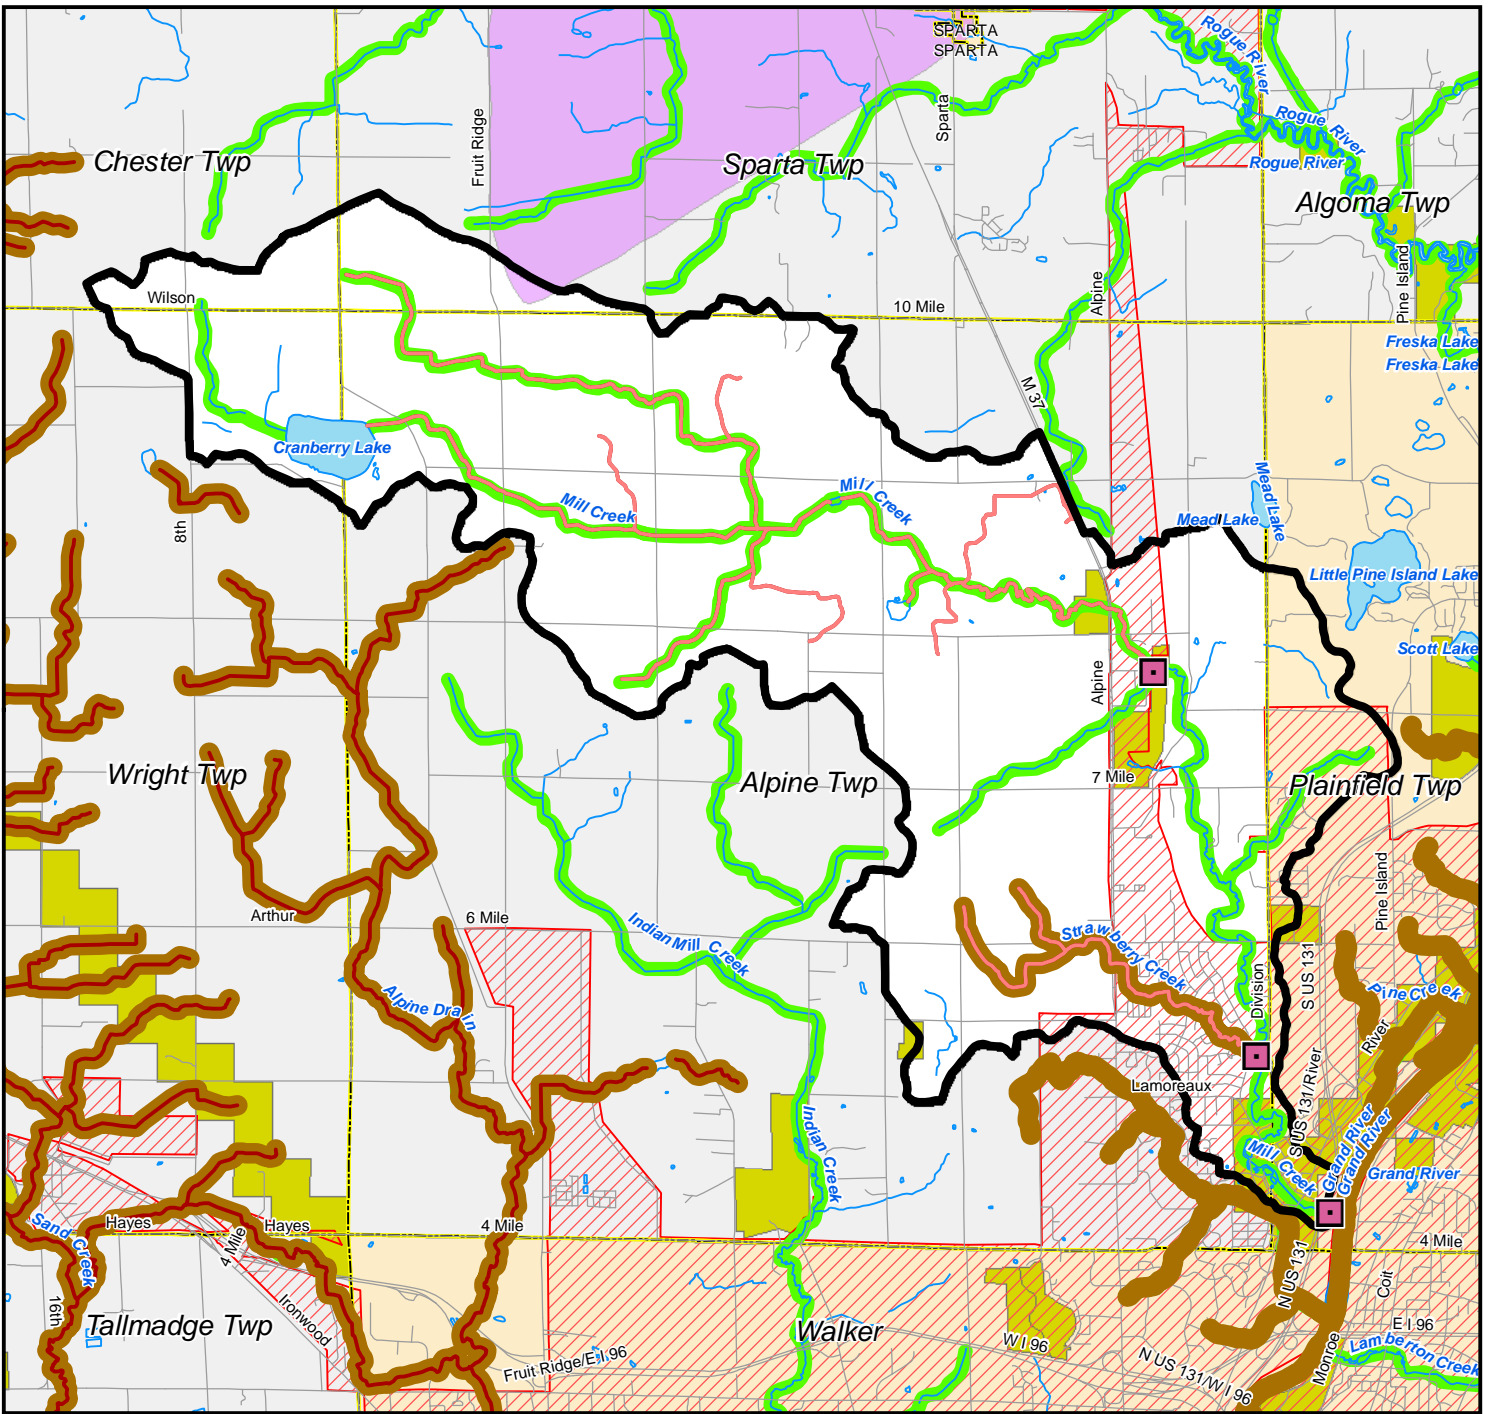 SPARTA
SPARTA
Rogue River
Rogue River
Rogue River
Chester Twp
Fruit Ridge
Sparta Twp
Sparta
Algoma Twp
Pine Island
Alpine
Wilson
10 Mile
Freska Lake
Freska Lake
M 37
Cranberry Lake
Mill Creek
Mill Creek
Mead Lake
Mead Lake
8th
Little Pine Island Lake
Scott Lake
Alpine
Wright Twp
Alpine Twp
7 Mile
Plainfield Twp
Pine Island
Arthur
6 Mile
Indian Mill Creek
Strawberry Creek
Division
S US 131
Pine Creek
Alpine Drain
River
Lamoreaux
S US 131/River
Indian Creek
Mill Creek
Grand River
Grand River
Grand River
Sand Creek
Hayes
Hayes
4 Mile
4 Mile
4 Mile
N US 131
Coit
16th
Tallmadge Twp
Ironwood
Walker
W I 96
E I 96
Fruit Ridge/E I 96
N US 131/W I 96
Monroe
Lamberton Creek